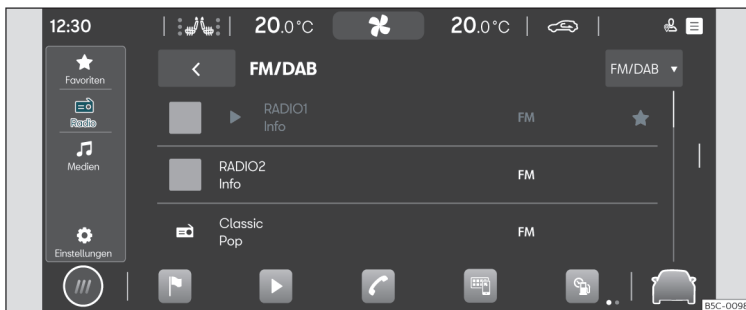 12:30
20.0°C
20.0°C
Favoriten
FM/DAB
FM/DAB
Radio
RADIO1
Info
FM
Medien
RADIO2
Info
FM
Classic
Pop
FM
Einstellungen
B5C-0098